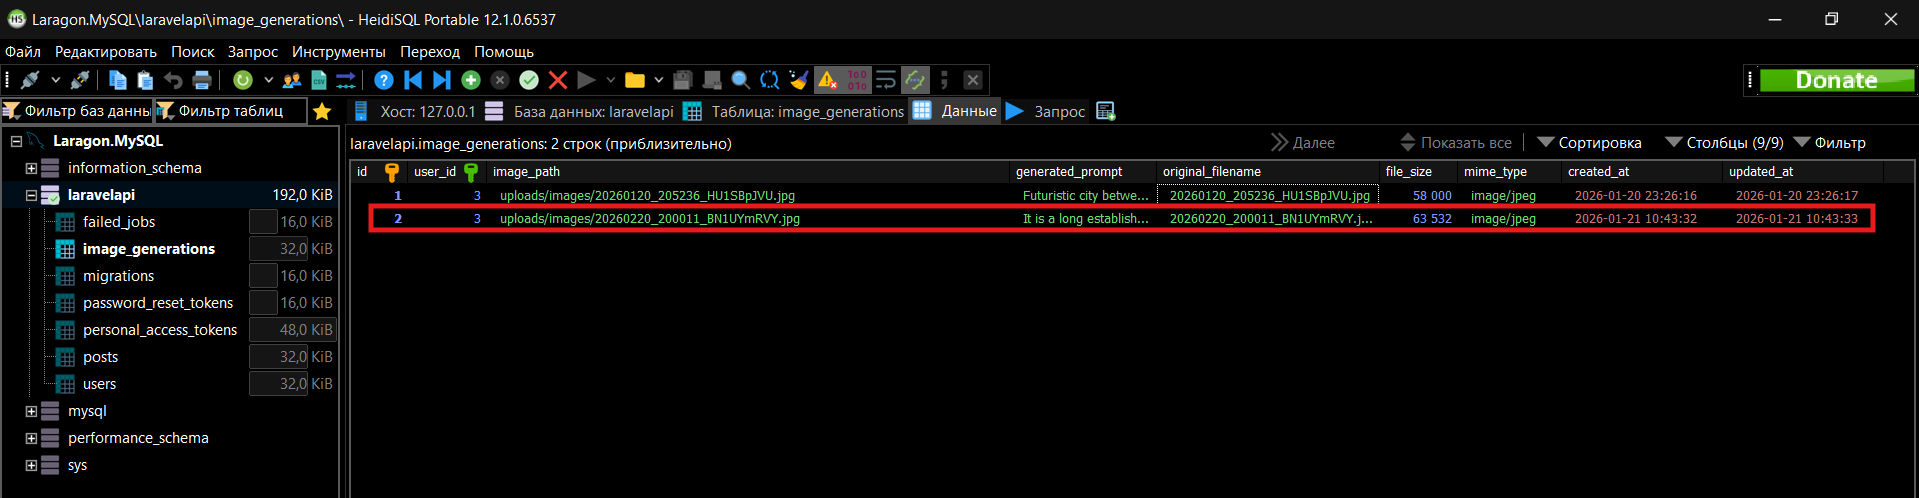 Laragon.MySQL\laravelapi\image_generations\ - HeidiSQL Portable 12.1.0.6537
Файл Редактировать Поиск Запрос Инструменты Переход Помощь
Donate
Фильтр баз данны Фильтр таблиц Хост: 127.0.0.1 База данных: laravelapi Таблица: image_generations Данные Запрос
Laragon.MySQL
information_schema
laravelapi 192,0 KiB
failed_jobs 16,0 KiB
image_generations 32,0 KiB
migrations 16,0 KiB
password_reset_tokens 16,0 KiB
personal_access_tokens 48,0 KiB
posts 32,0 KiB
users 32,0 KiB
mysql
performance_schema
sys
laravelapi.image_generations: 2 строк (приблизительно) Далее Показать все Сортировка Столбцы (9/9) Фильтр
id user_id image_path generated_prompt original_filename file_size mime_type created_at updated_at
1 3 uploads/images/20260120_205236_HU1SBpJVU.jpg Futuristic city betwe... 20260120_205236_HU1SBpJVU.jpg 58 000 image/jpeg 2026-01-20 23:26:16 2026-01-20 23:26:17
2 3 uploads/images/20260220_200011_BN1UYmRVY.jpg It is a long establish... 20260220_200011_BN1UYmRVY.j... 63 532 image/jpeg 2026-01-21 10:43:32 2026-01-21 10:43:33